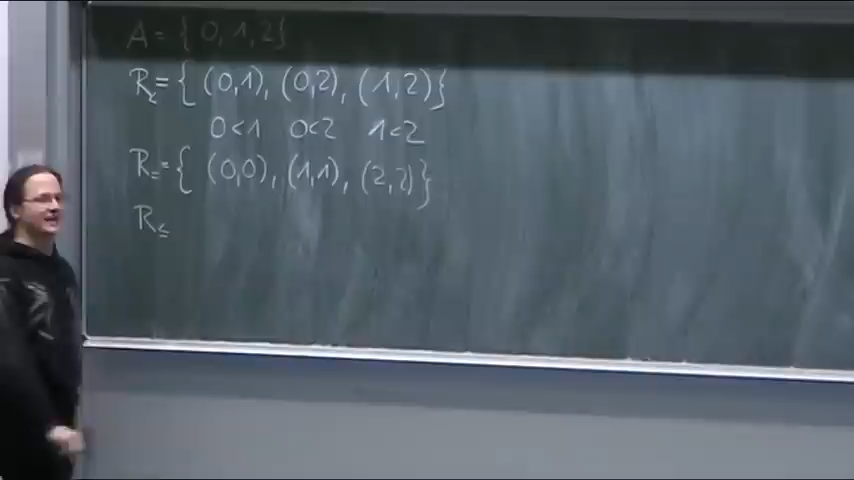 A = { 0, 1, 2 }
R< = { (0,1), (0,2), (1,2) }
0<1 0<2 1<2
R= = { (0,0), (1,1), (2,2) }
R≤